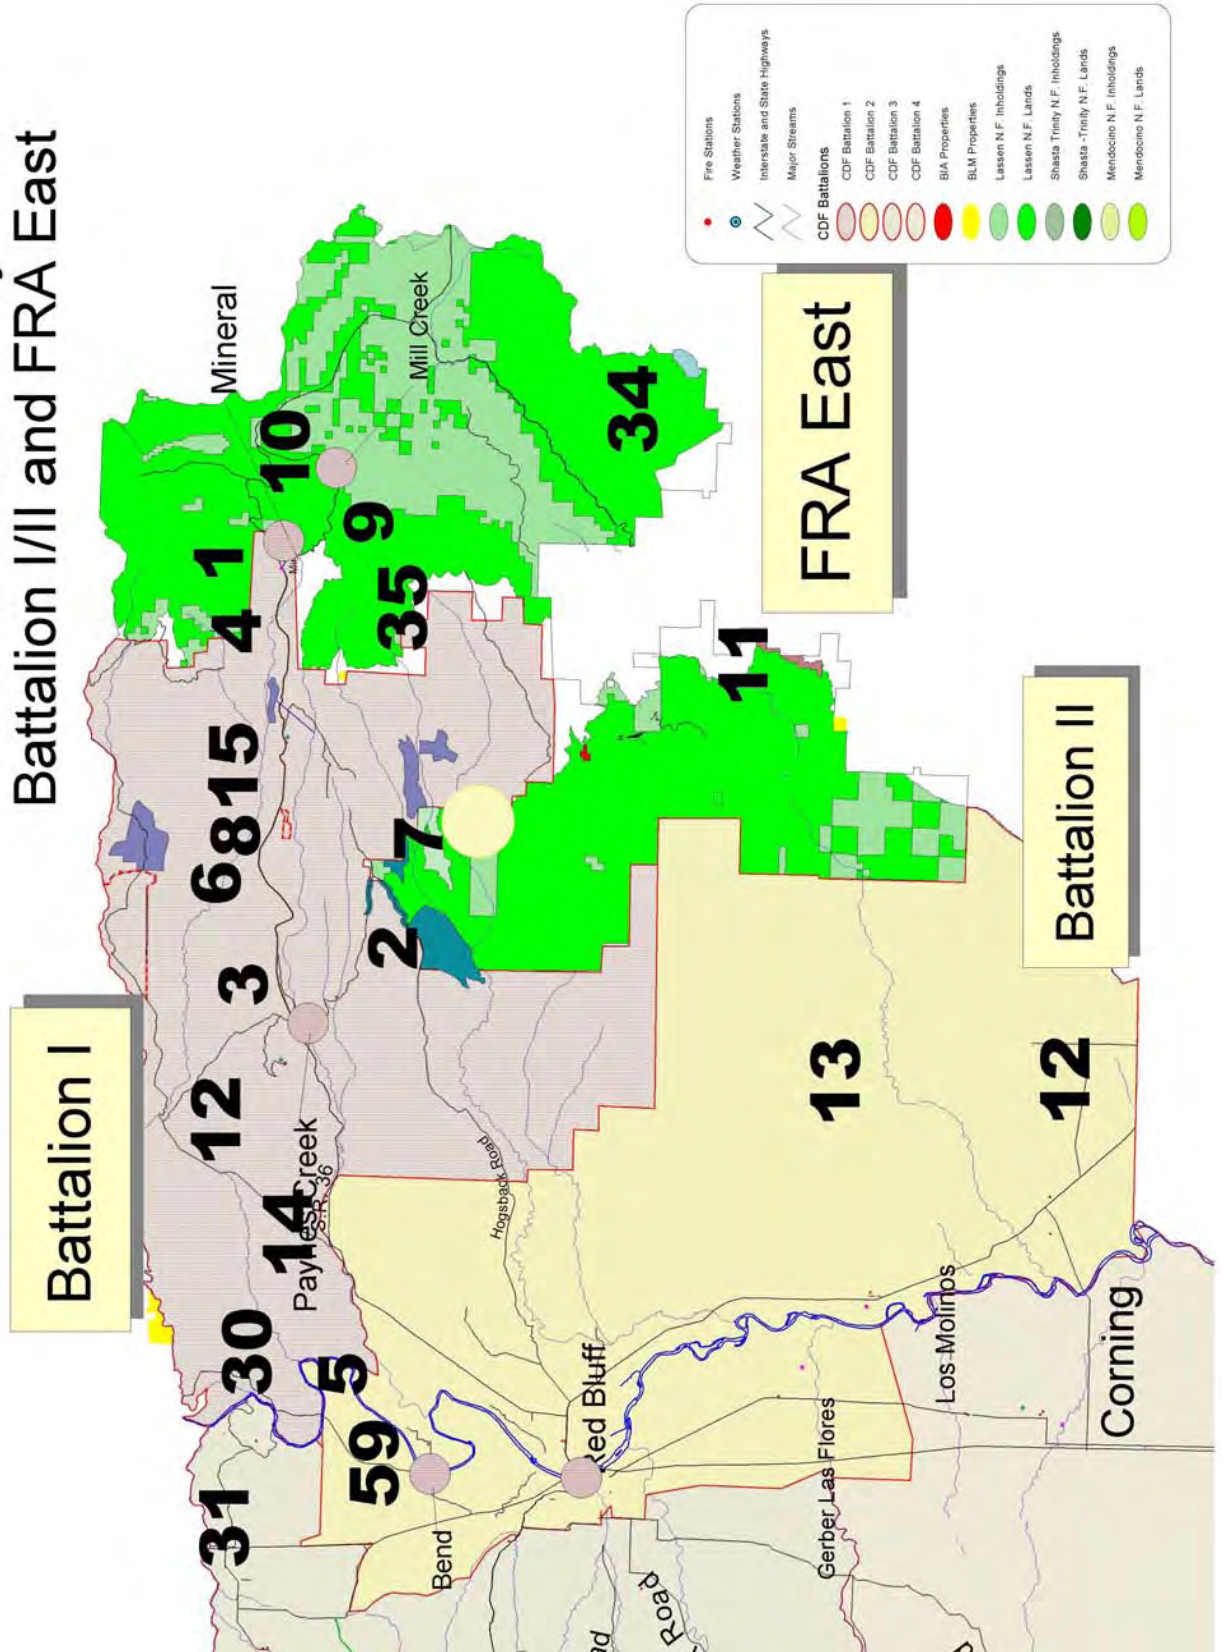 Battalion I/II and FRA East
Battalion I
Mineral
Mill Creek
FRA East
Battalion II
Fire Stations
Weather Stations
Interstate and State Highways
Major Streams
CDF Battalions
CDF Battalion 1
CDF Battalion 2
CDF Battalion 3
CDF Battalion 4
BIA Properties
BLM Properties
Lassen N.F. Inholdings
Lassen N.F. Lands
Shasta Trinity N.F. Inholdings
Shasta -Trinity N.F. Lands
Mendocino N.F. Inholdings
Mendocino N.F. Lands
31
30
14
12
3
6
8
15
4
1
10
59
5
2
7
35
9
34
13
11
12
Paynes Creek
S.R. 36
Hogsback Road
Bend
Red Bluff
Gerber Las Flores
Los Molinos
Corning
Road